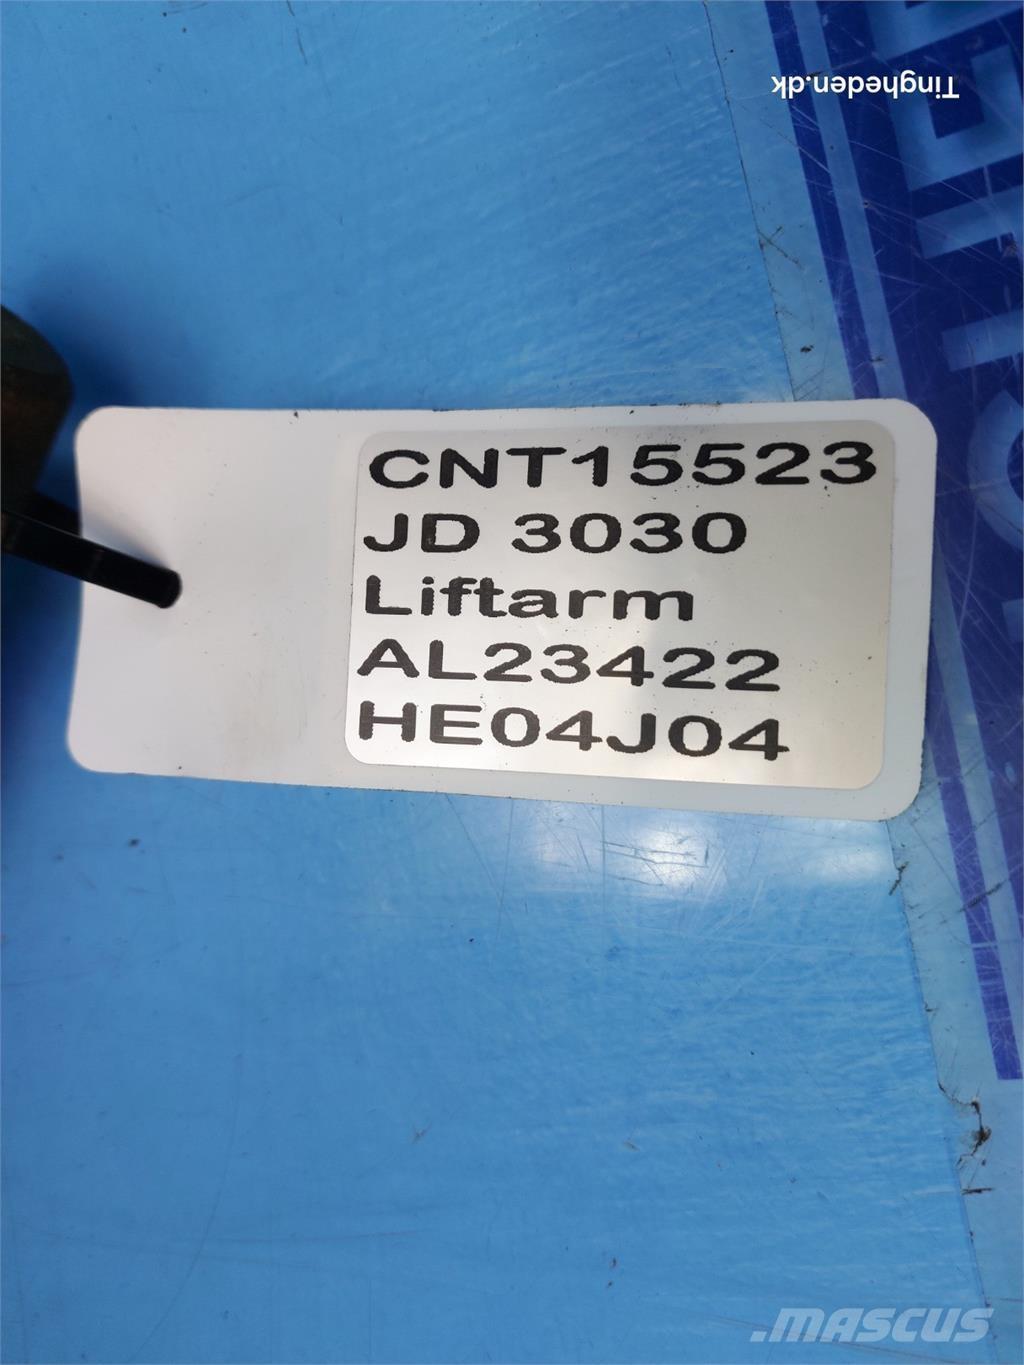 Tingheden.dk
CNT15523
JD 3030
Liftarm
AL23422
HE04J04
.MASCUS